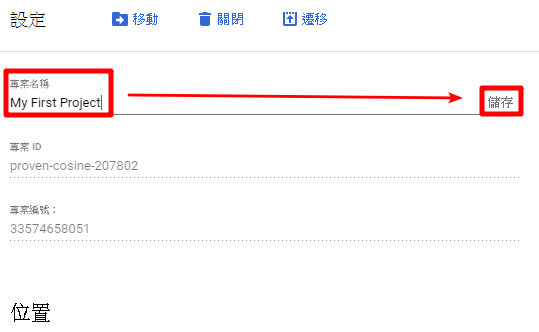 設定 移動 關閉 遷移
專案名稱
My First Project 儲存
專案 ID
proven-cosine-207802
專案編號：
33574658051
位置